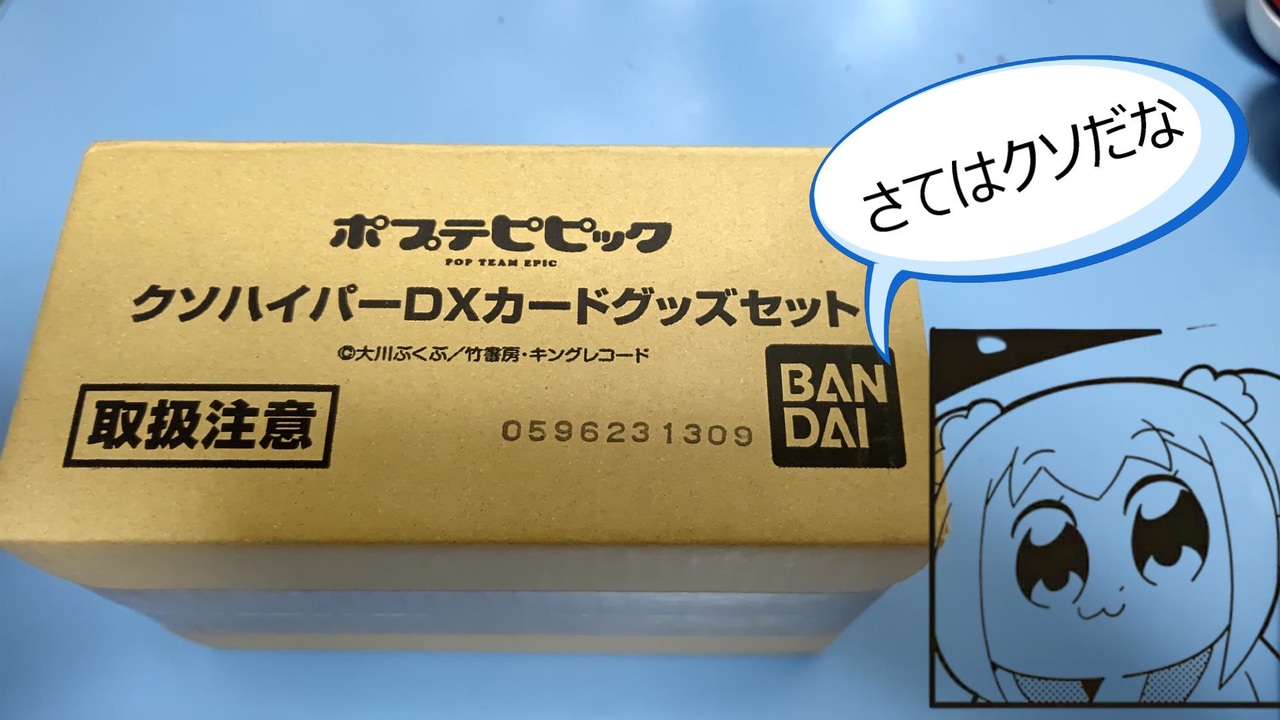 さてはクソだな
ポプテピピック
POP TEAM EPIC
クソハイパーDXカードグッズセット
©大川ぶくぶ/竹書房・キングレコード
取扱注意
0596231309
BAN
DAI